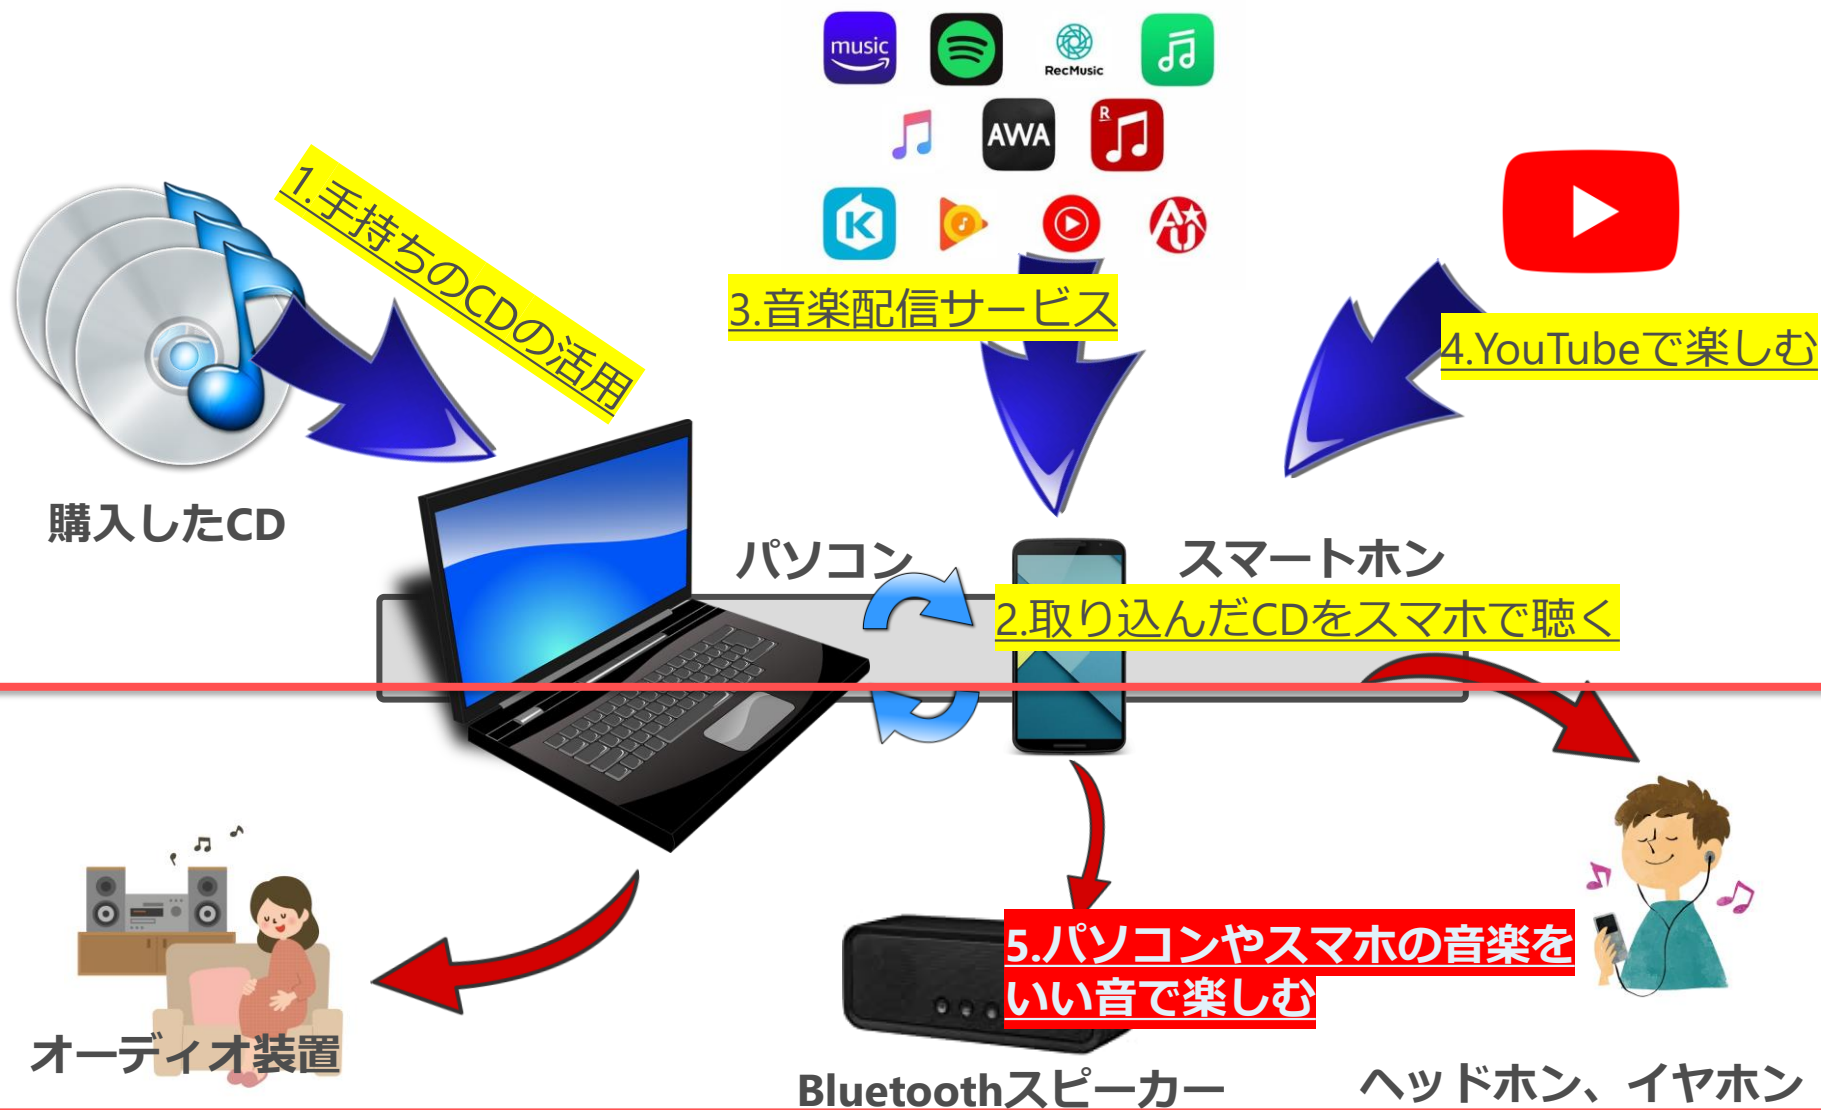 music
RecMusic
AWA
R
K
AU
1.手持ちのCDの活用
3.音楽配信サービス
4.YouTubeで楽しむ
購入したCD
パソコン
スマートホン
2.取り込んだCDをスマホで聴く
5.パソコンやスマホの音楽を
いい音で楽しむ
オーディオ装置
Bluetoothスピーカー
ヘッドホン、イヤホン